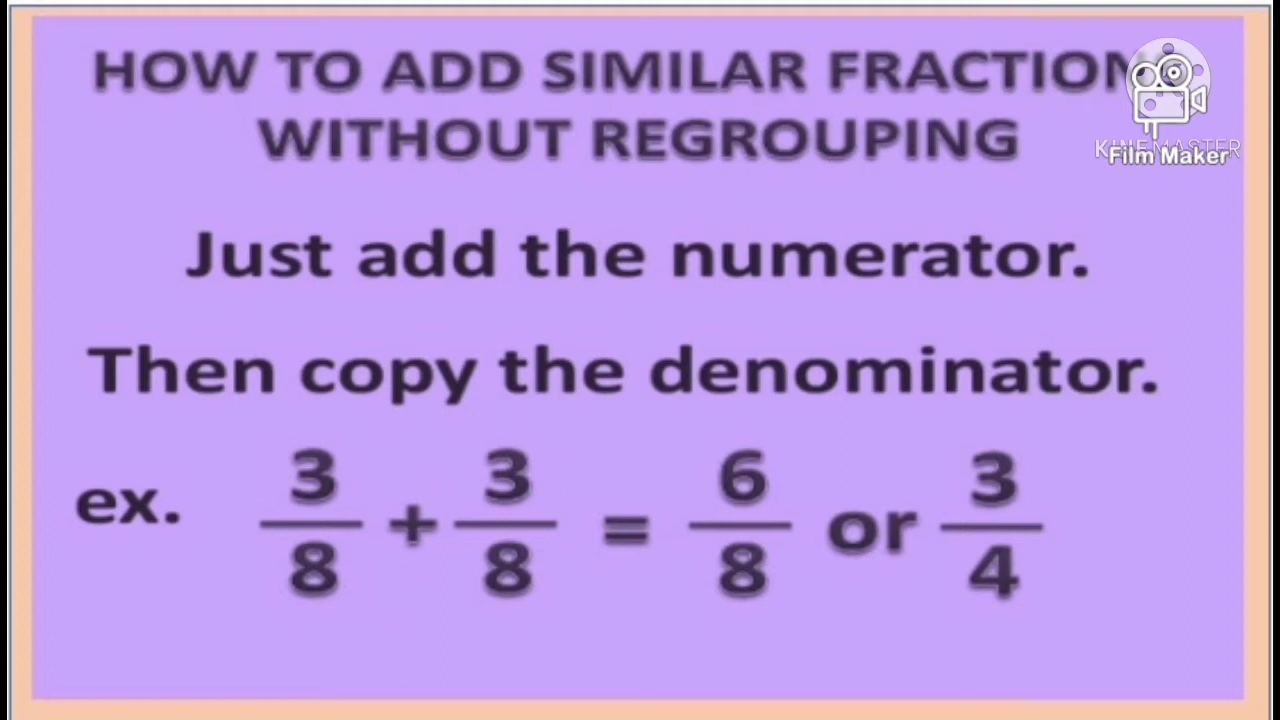 HOW TO ADD SIMILAR FRACTION
WITHOUT REGROUPING
KINEMASTER
Film Maker
Just add the numerator.
Then copy the denominator.
ex. 3/8 + 3/8 = 6/8 or 3/4